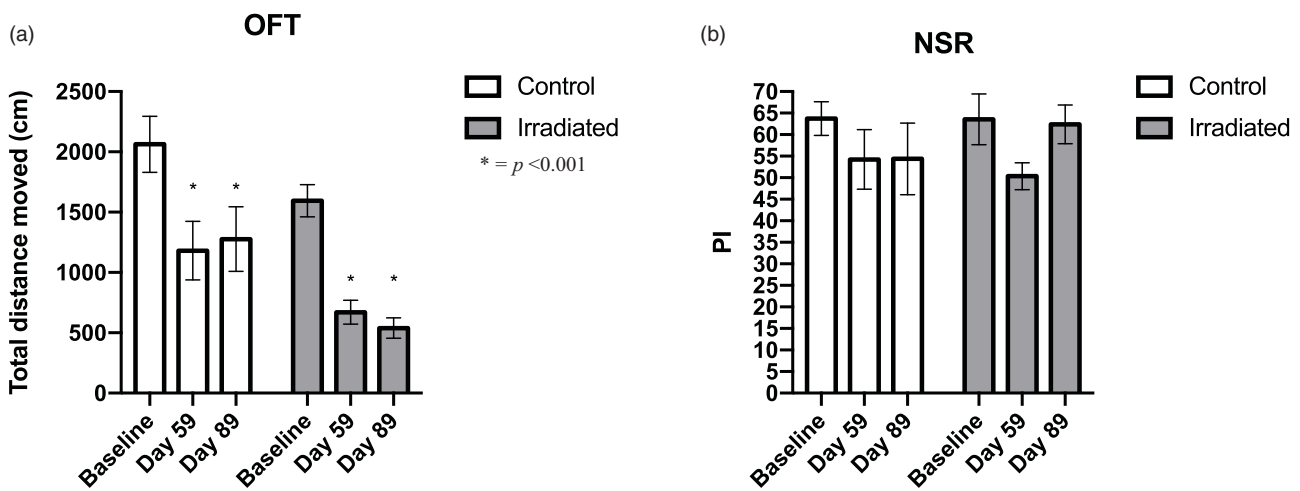 (a)
OFT
Total distance moved (cm)
2500
2000
1500
1000
500
0
*
*
*
*
Baseline
Day 59
Day 89
Baseline
Day 59
Day 89
Control
Irradiated
* = p <0.001
(b)
NSR
PI
70
65
60
55
50
45
40
35
30
25
20
15
10
5
0
Baseline
Day 59
Day 89
Baseline
Day 59
Day 89
Control
Irradiated